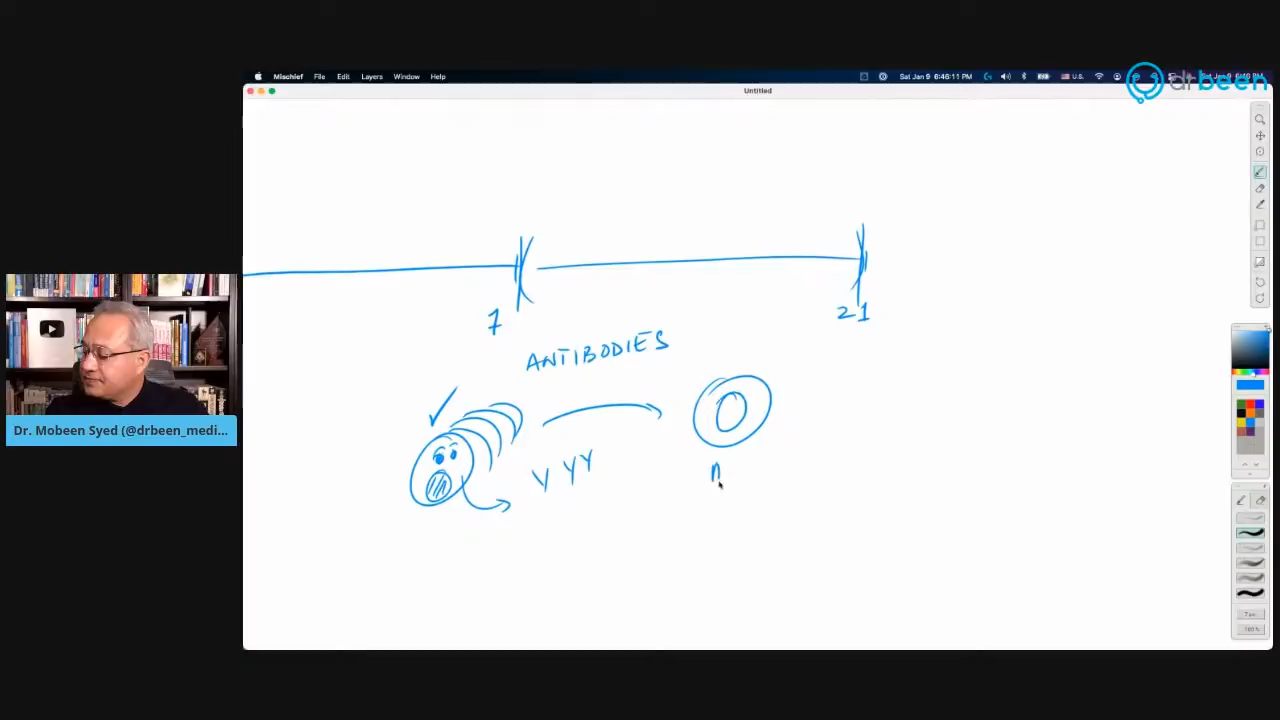 drbeen
Mischief File Edit Layers Window Help
U.S. Sat Jan 9 6:46:11 PM
Untitled
7
21
ANTIBODIES
Y Y Y
Dr. Mobeen Syed (@drbeen_medi...
100%